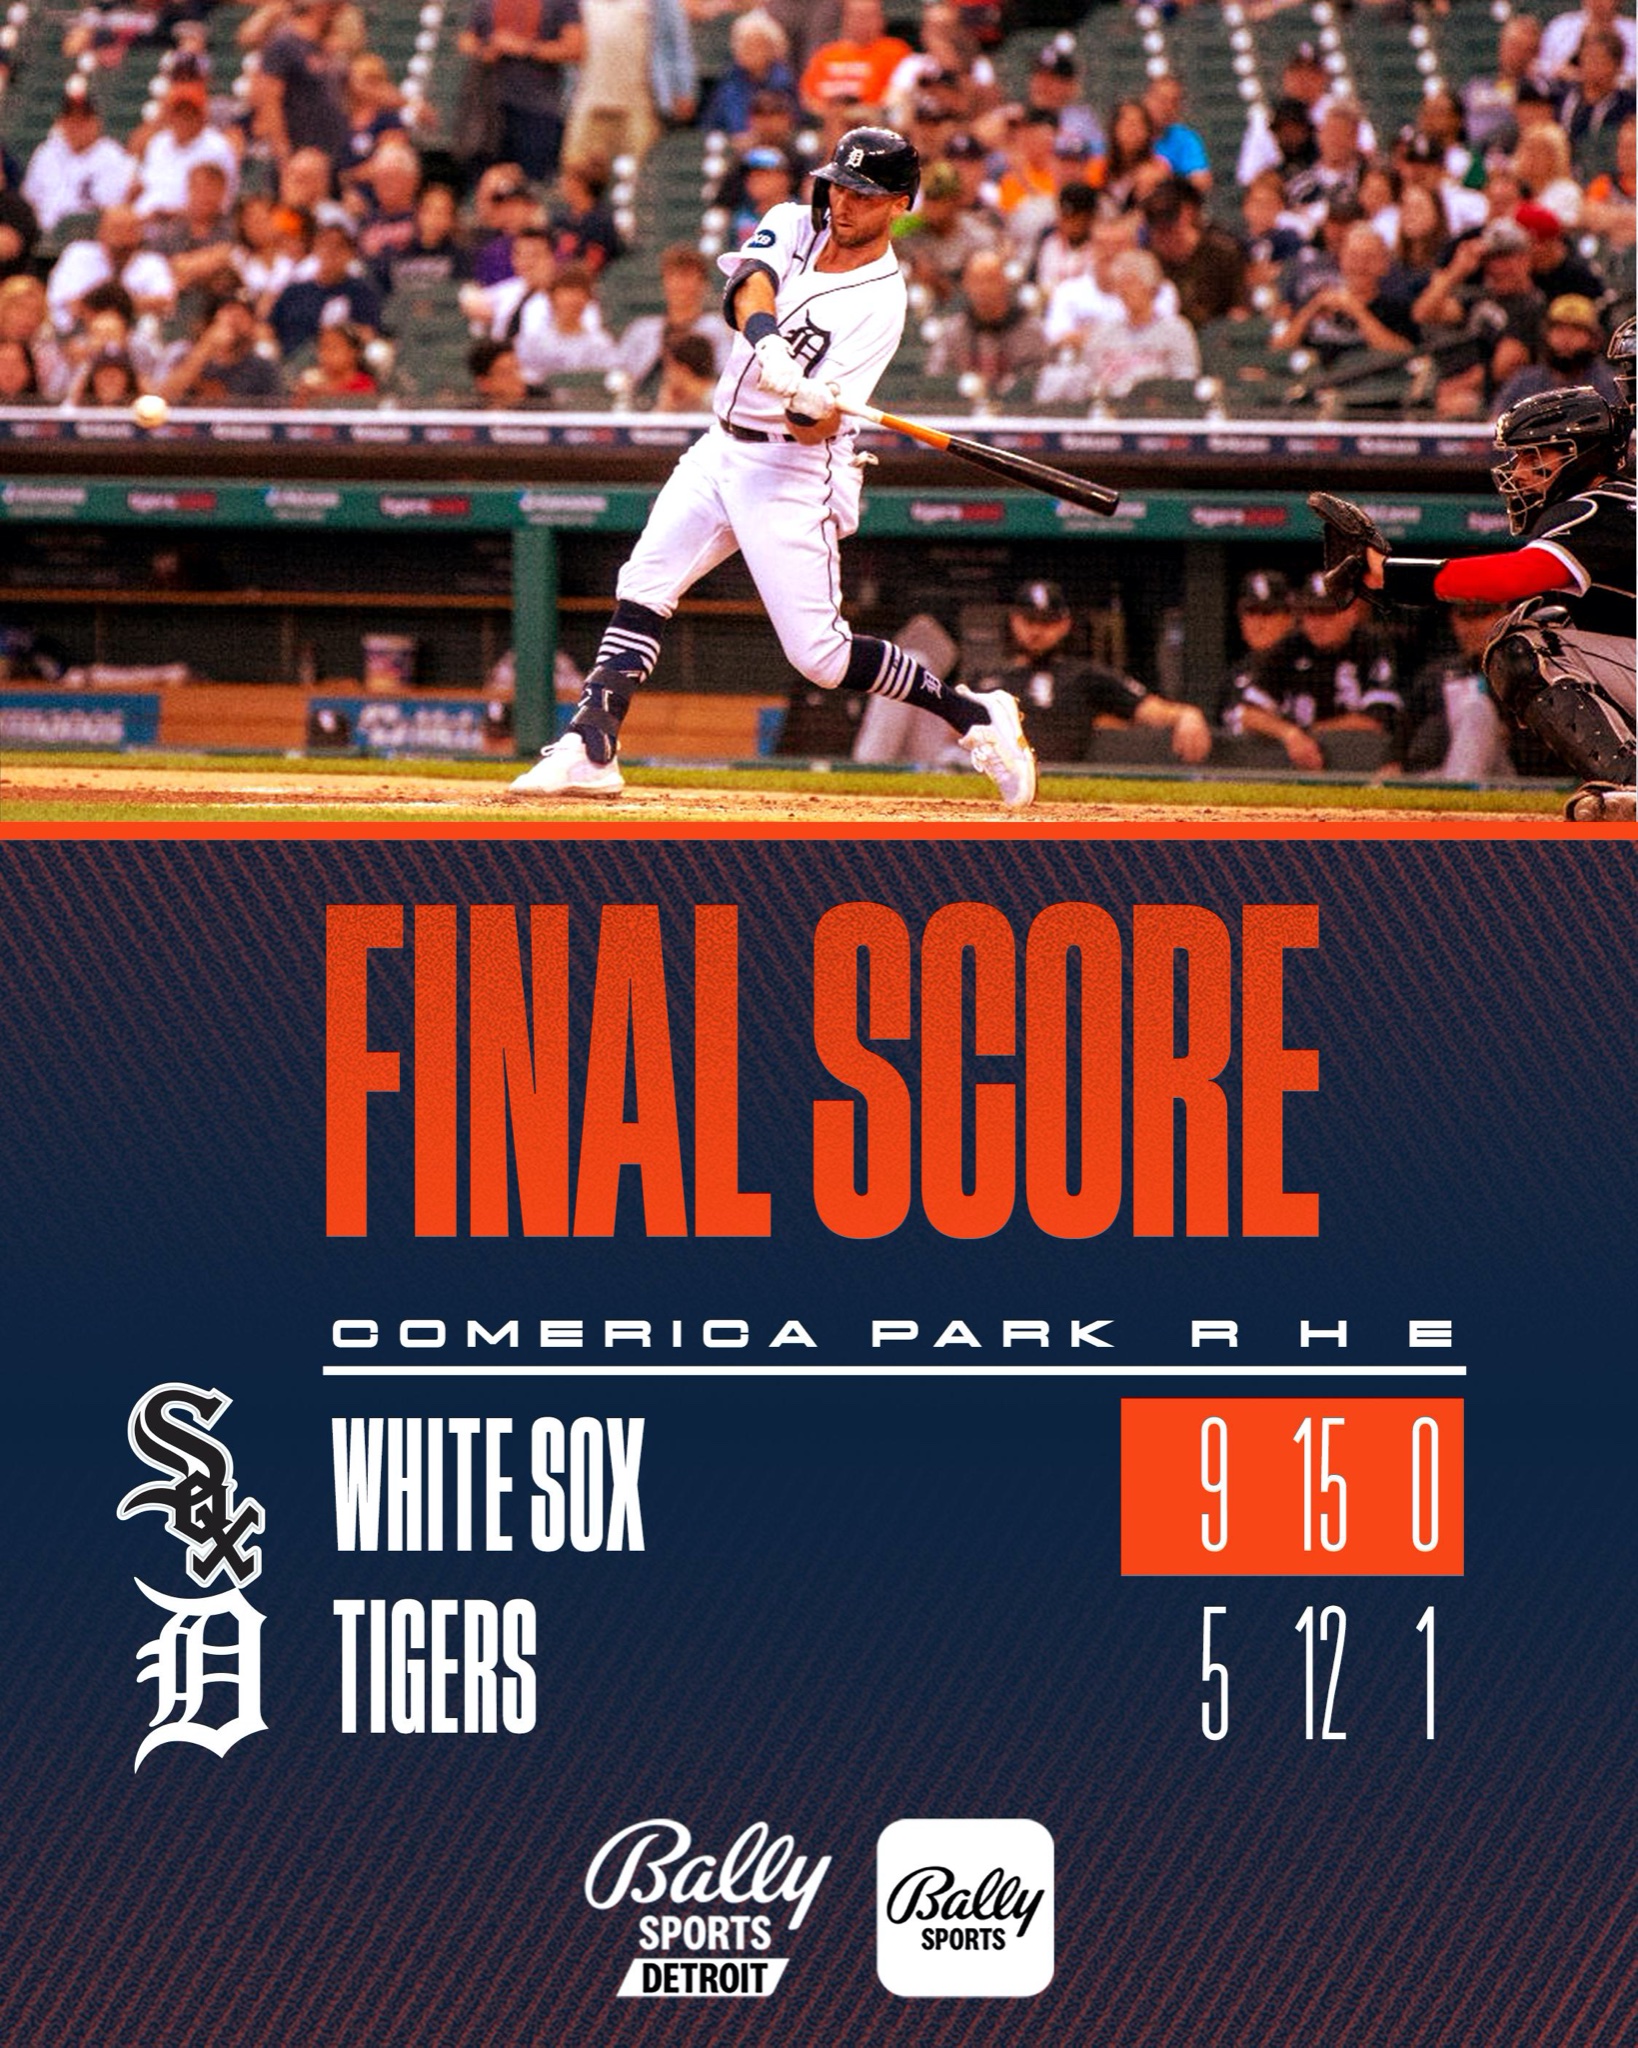 FINAL SCORE
COMERICA PARK R H E
WHITE SOX 9 15 0
TIGERS 5 12 1
Bally
SPORTS
DETROIT
Bally
SPORTS